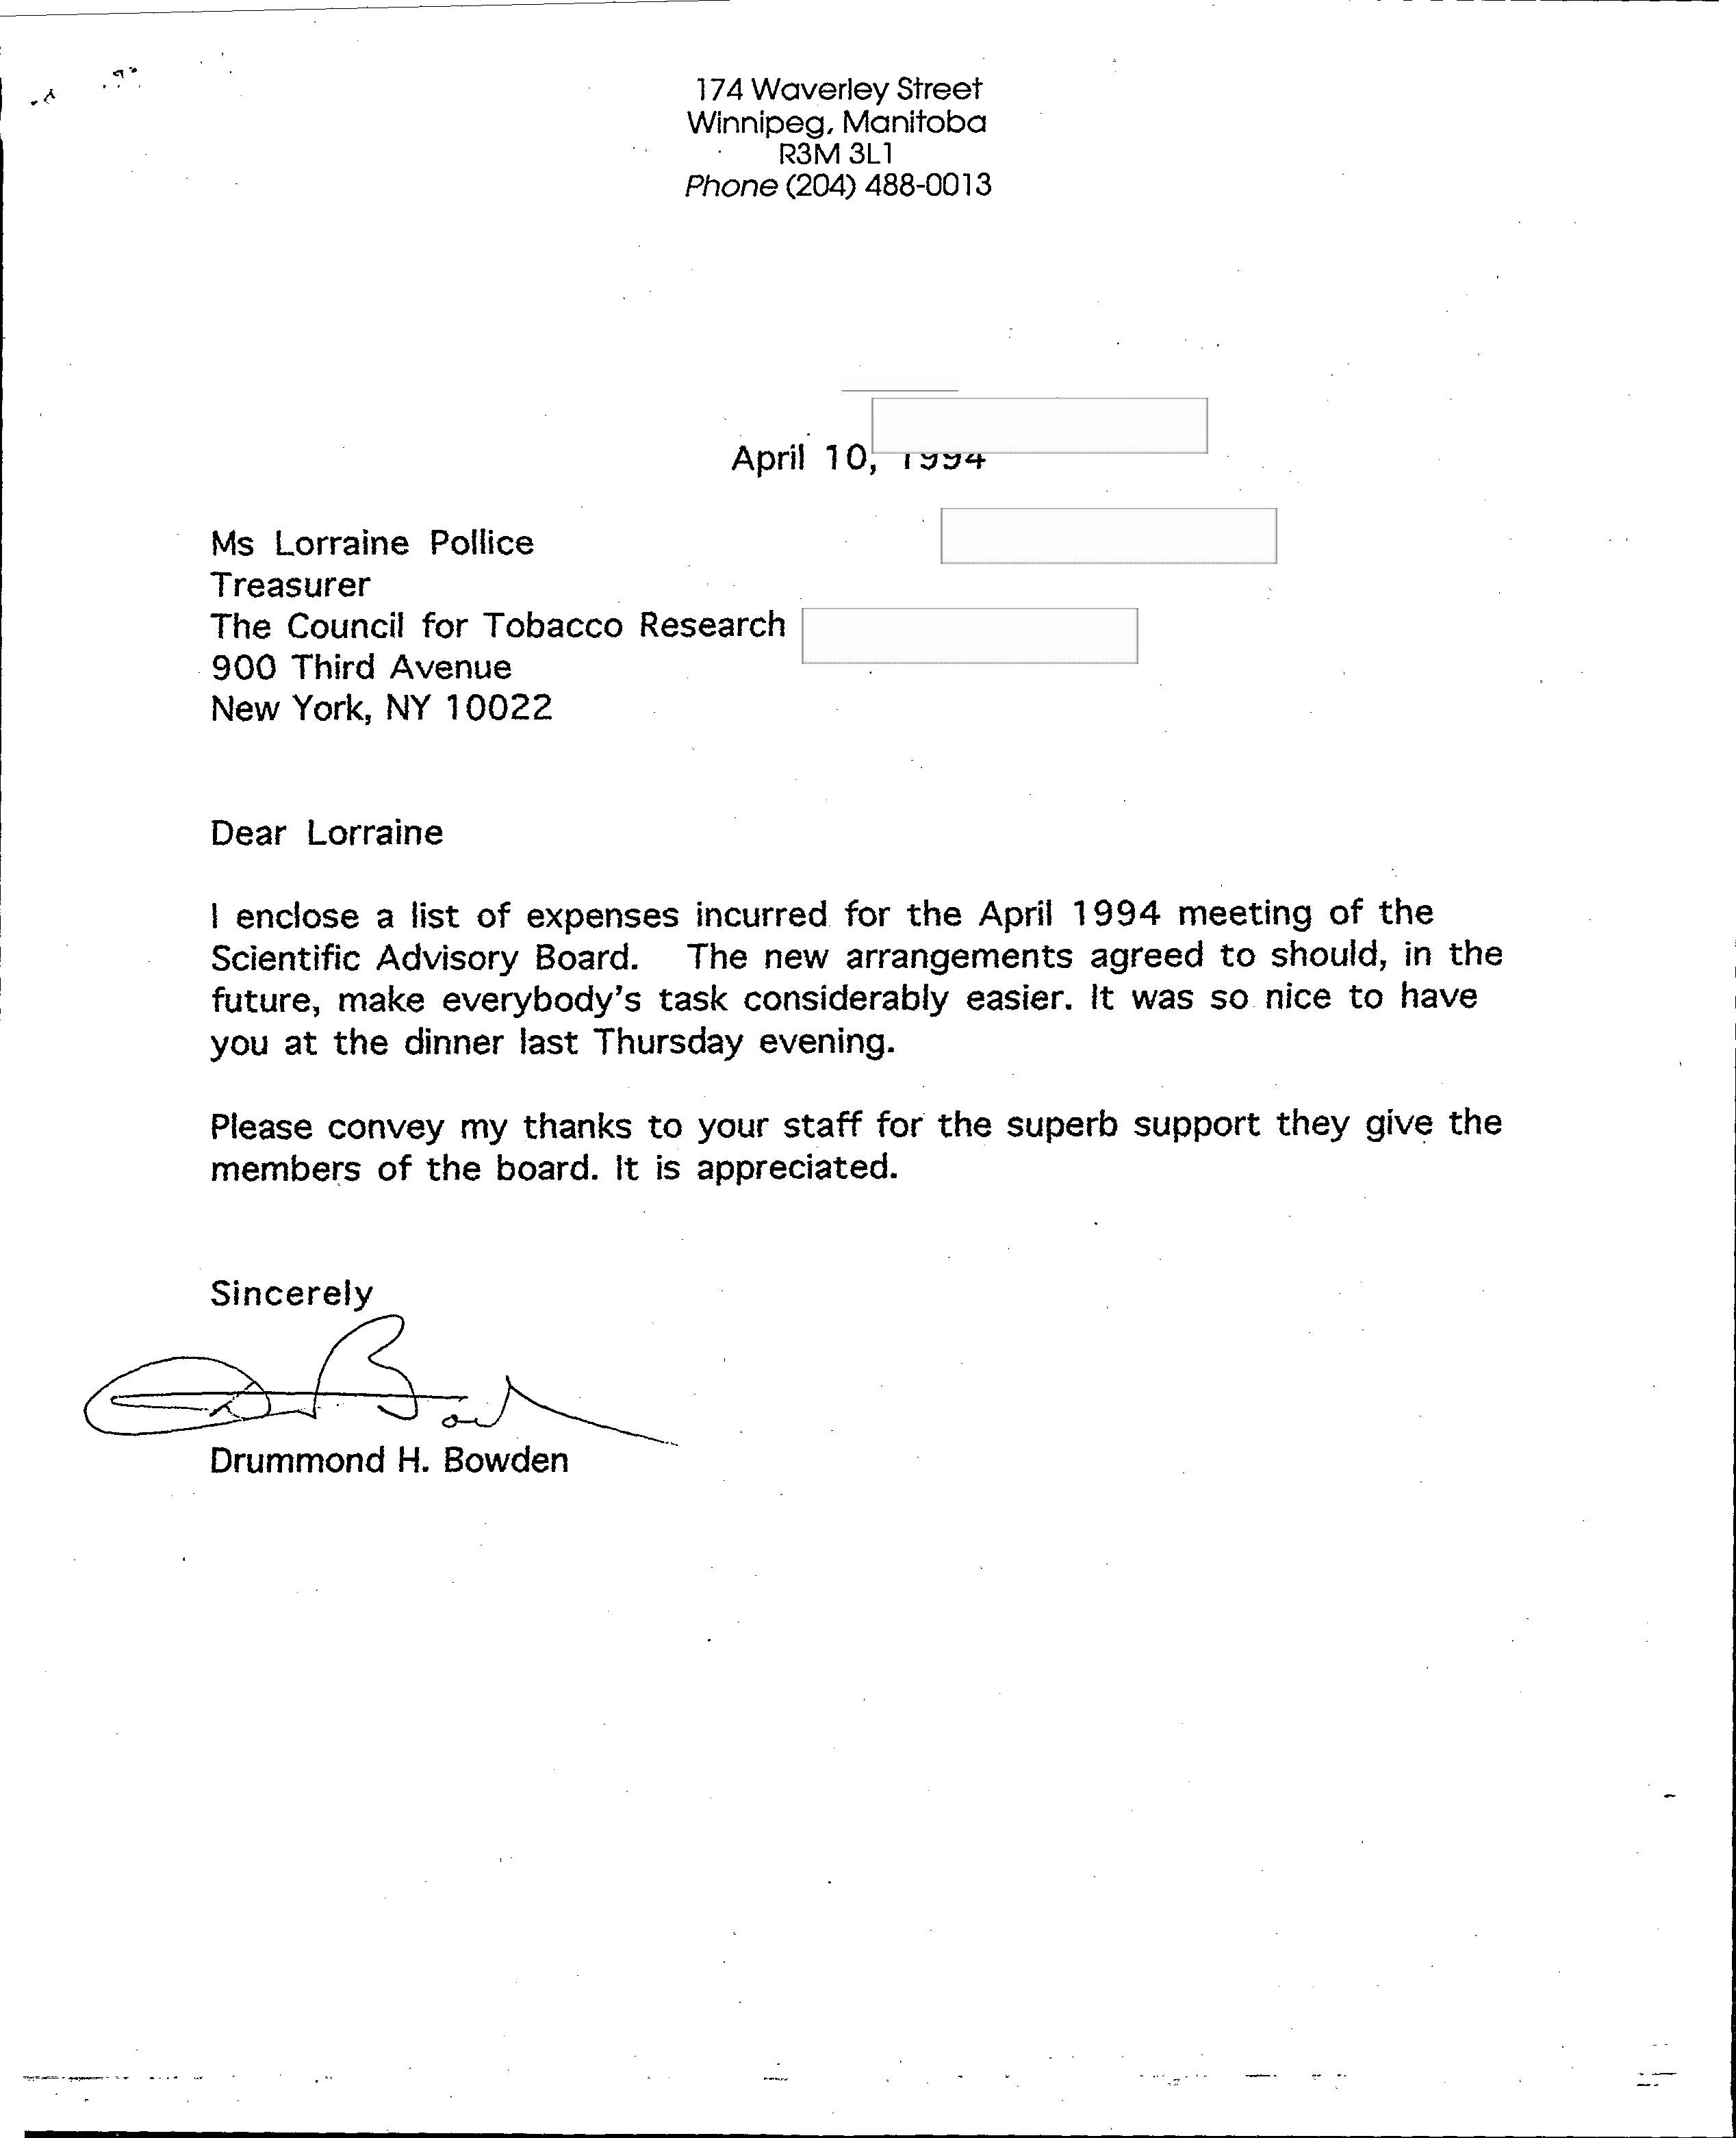 174 Waverley Street
Winnipeg, Manitoba
R3M 3L1
Phone (204) 488-0013
April 10, 1994
Ms Lorraine Pollice
Treasurer
The Council for Tobacco Research
900 Third Avenue
New York, NY 10022
Dear Lorraine
I enclose a list of expenses incurred for the April 1994 meeting of the
Scientific Advisory Board. The new arrangements agreed to should, in the
future, make everybody's task considerably easier. It was so nice to have
you at the dinner last Thursday evening.
Please convey my thanks to your staff for the superb support they give the
members of the board. It is appreciated.
Sincerely
Drummond H. Bowden